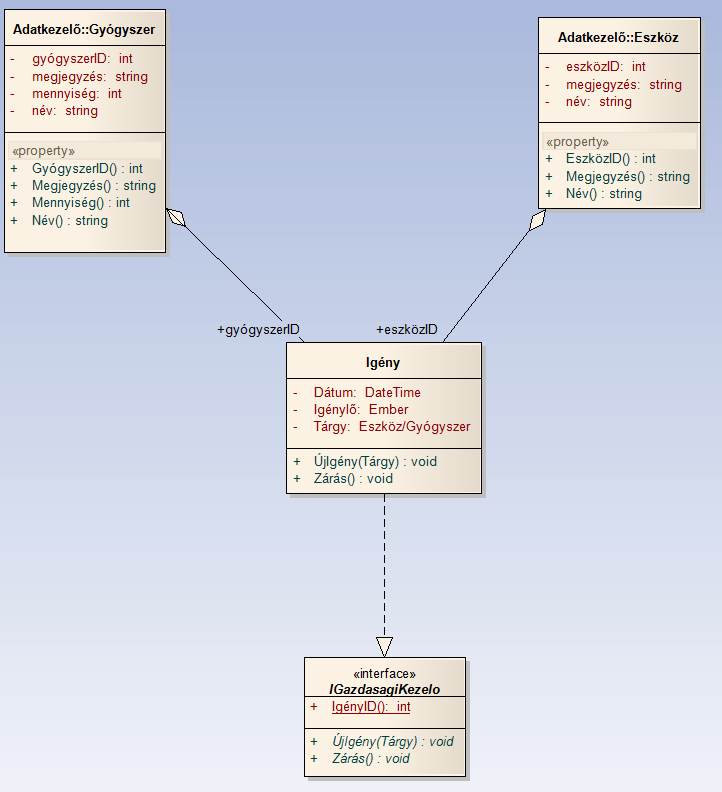 Adatkezelő::Gyógyszer
- gyógyszerID: int
- megjegyzés: string
- mennyiség: int
- név: string
«property»
+ GyógyszerID() : int
+ Megjegyzés() : string
+ Mennyiség() : int
+ Név() : string
Adatkezelő::Eszköz
- eszközID: int
- megjegyzés: string
- név: string
«property»
+ EszközID() : int
+ Megjegyzés() : string
+ Név() : string
+gyógyszerID
+eszközID
Igény
- Dátum: DateTime
- Igénylő: Ember
- Tárgy: Eszköz/Gyógyszer
+ ÚjIgény(Tárgy) : void
+ Zárás() : void
«interface»
IGazdasagiKezelo
+ IgényID(): int
+ ÚjIgény(Tárgy) : void
+ Zárás() : void